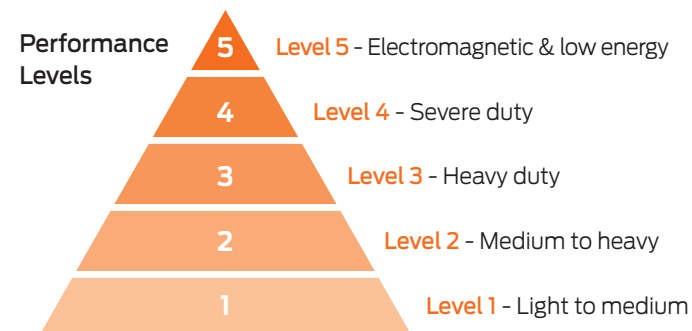 Performance
Levels
5
Level 5 - Electromagnetic & low energy
4
Level 4 - Severe duty
3
Level 3 - Heavy duty
2
Level 2 - Medium to heavy
1
Level 1 - Light to medium